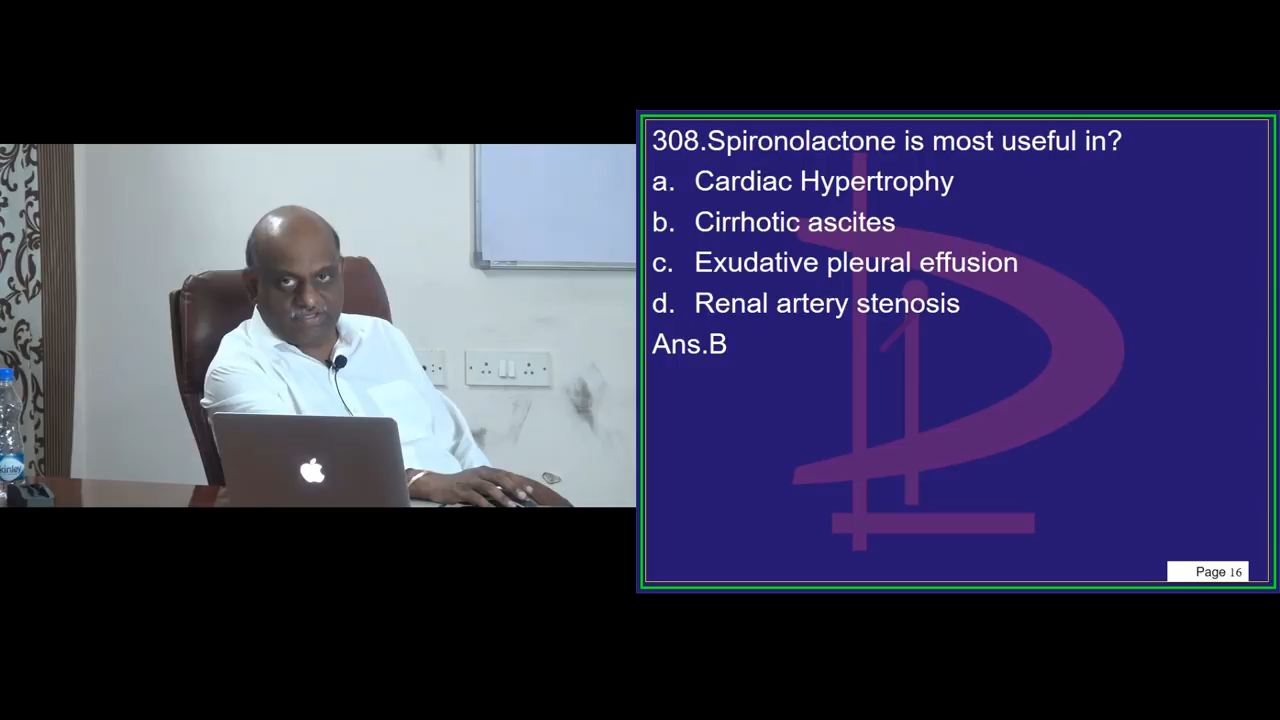 308.Spironolactone is most useful in?
a. Cardiac Hypertrophy
b. Cirrhotic ascites
c. Exudative pleural effusion
d. Renal artery stenosis
Ans.B
Page 16